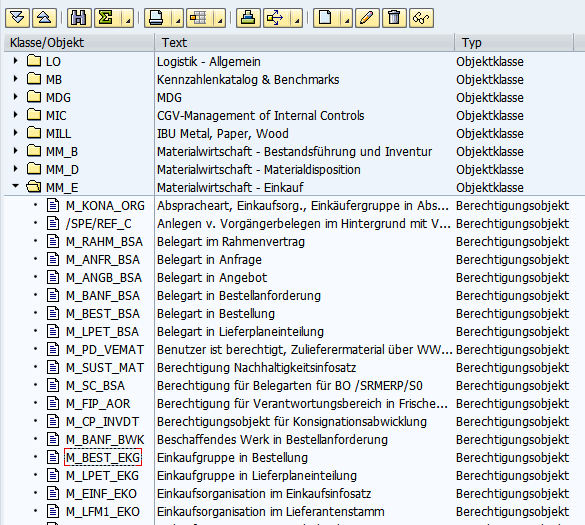 Klasse/Objekt Text Typ
LO Logistik - Allgemein Objektklasse
MB Kennzahlenkatalog & Benchmarks Objektklasse
MDG MDG Objektklasse
MIC CGV-Management of Internal Controls Objektklasse
MILL IBU Metal, Paper, Wood Objektklasse
MM_B Materialwirtschaft - Bestandsführung und Inventur Objektklasse
MM_D Materialwirtschaft - Materialdisposition Objektklasse
MM_E Materialwirtschaft - Einkauf Objektklasse
M_KONA_ORG Abspracheart, Einkaufsorg., Einkäufergruppe in Abs... Berechtigungsobjekt
/SPE/REF_C Anlegen v. Vorgängerbelegen im Hintergrund mit V... Berechtigungsobjekt
M_RAHM_BSA Belegart im Rahmenvertrag Berechtigungsobjekt
M_ANFR_BSA Belegart in Anfrage Berechtigungsobjekt
M_ANGB_BSA Belegart in Angebot Berechtigungsobjekt
M_BANF_BSA Belegart in Bestellanforderung Berechtigungsobjekt
M_BEST_BSA Belegart in Bestellung Berechtigungsobjekt
M_LPET_BSA Belegart in Lieferplaneinteilung Berechtigungsobjekt
M_PD_VEMAT Benutzer ist berechtigt, Zulieferermaterial über WW... Berechtigungsobjekt
M_SUST_MAT Berechtigung Nachhaltigkeitsinfosatz Berechtigungsobjekt
M_SC_BSA Berechtigung für Belegarten für BO /SRMERP/S0 Berechtigungsobjekt
M_FIP_AOR Berechtigung für Verantwortungsbereich in Frische... Berechtigungsobjekt
M_CP_INVDT Berechtigungsobjekt für Konsignationsabwicklung Berechtigungsobjekt
M_BANF_BWK Beschaffendes Werk in Bestellanforderung Berechtigungsobjekt
M_BEST_EKG Einkaufgruppe in Bestellung Berechtigungsobjekt
M_LPET_EKG Einkaufgruppe in Lieferplaneinteilung Berechtigungsobjekt
M_EINF_EKO Einkaufsorganisation im Einkaufsinfosatz Berechtigungsobjekt
M_LFM1_EKO Einkaufsorganisation im Lieferantenstamm Berechtigungsobjekt